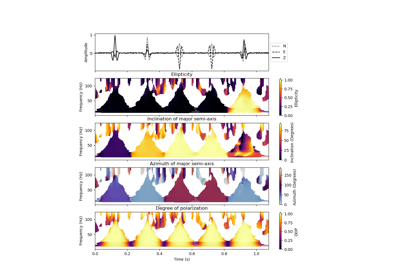 1
0
Amplitude
N
E
Z
Ellipticity
100
50
Frequency (Hz)
1.00
0.75
0.50
0.25
0.00
Ellipticity
Inclination of major semi-axis
100
50
Frequency (Hz)
75
50
25
0
Inclination (Degrees)
Azimuth of major semi-axis
100
50
Frequency (Hz)
150
100
50
0
Azimuth (Degrees)
Degree of polarization
100
50
Frequency (Hz)
1.00
0.75
0.50
0.25
0.00
DOP
0.0 0.2 0.4 0.6 0.8 1.0
Time (s)